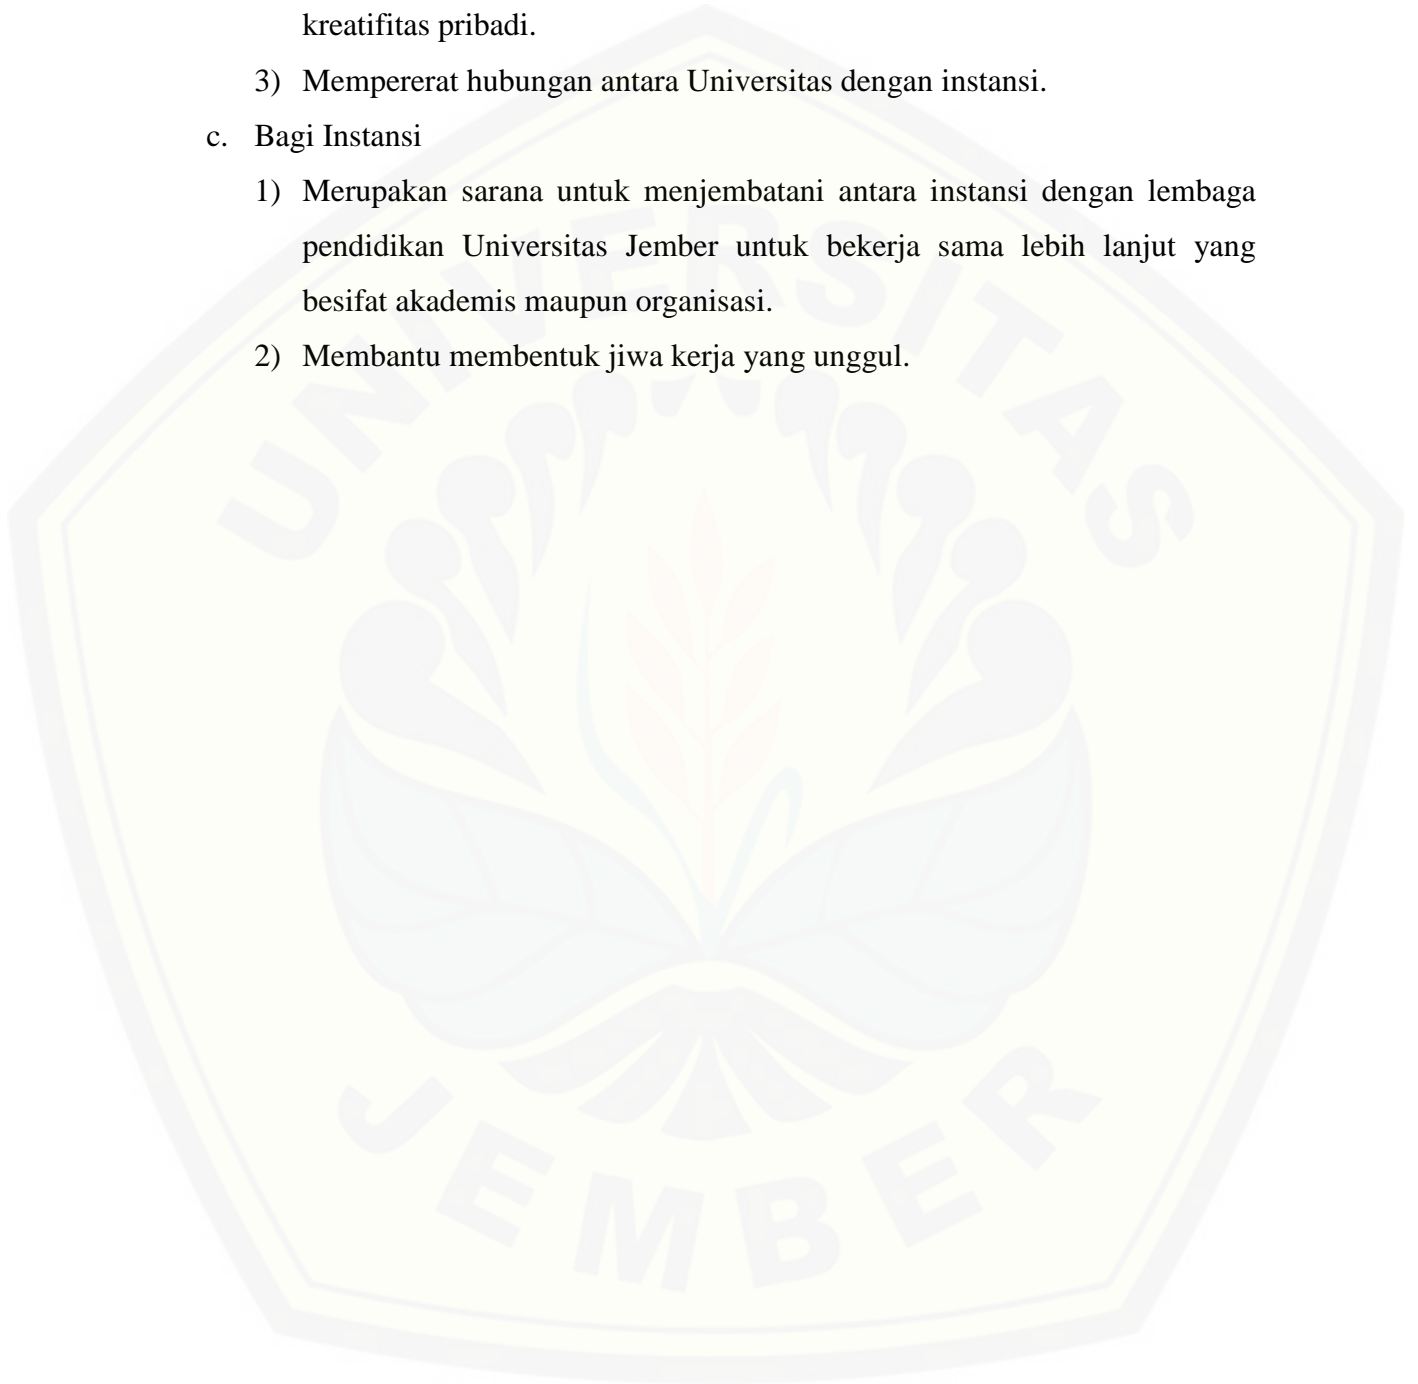 kreatifitas pribadi.
3) Mempererat hubungan antara Universitas dengan instansi.
c. Bagi Instansi
1) Merupakan sarana untuk menjembatani antara instansi dengan lembaga
pendidikan Universitas Jember untuk bekerja sama lebih lanjut yang
besifat akademis maupun organisasi.
2) Membantu membentuk jiwa kerja yang unggul.
UNIVERSITAS
JEMBER